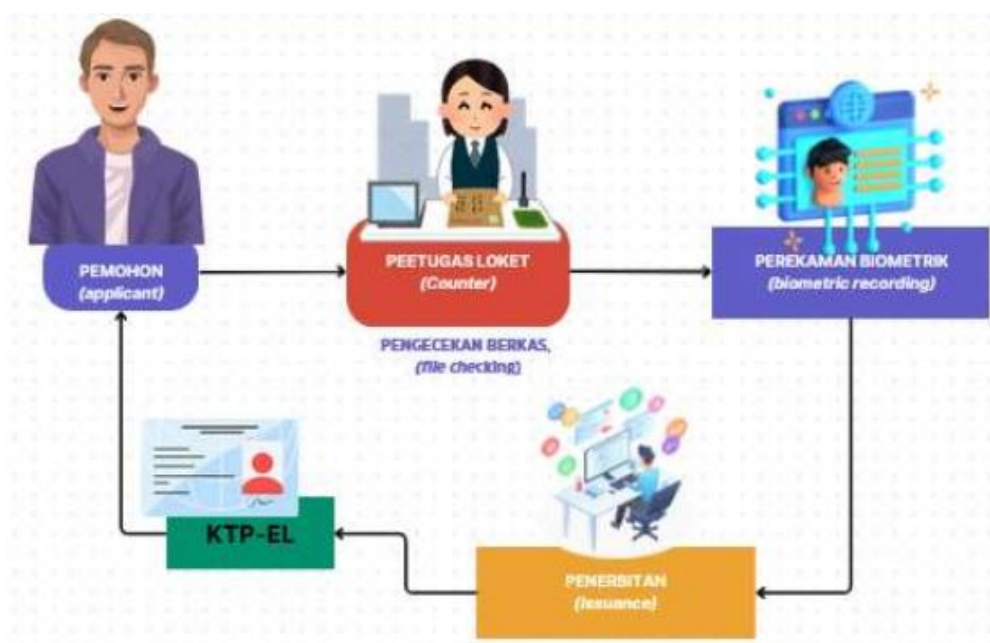 PEMOHON
(applicant)
PEETUGAS LOKET
(Counter)
PENGECEKAN BERKAS,
(file checking)
PEREKAMAN BIOMETRIK
(biometric recording)
PENERBITAN
(Issuance)
KTP-EL